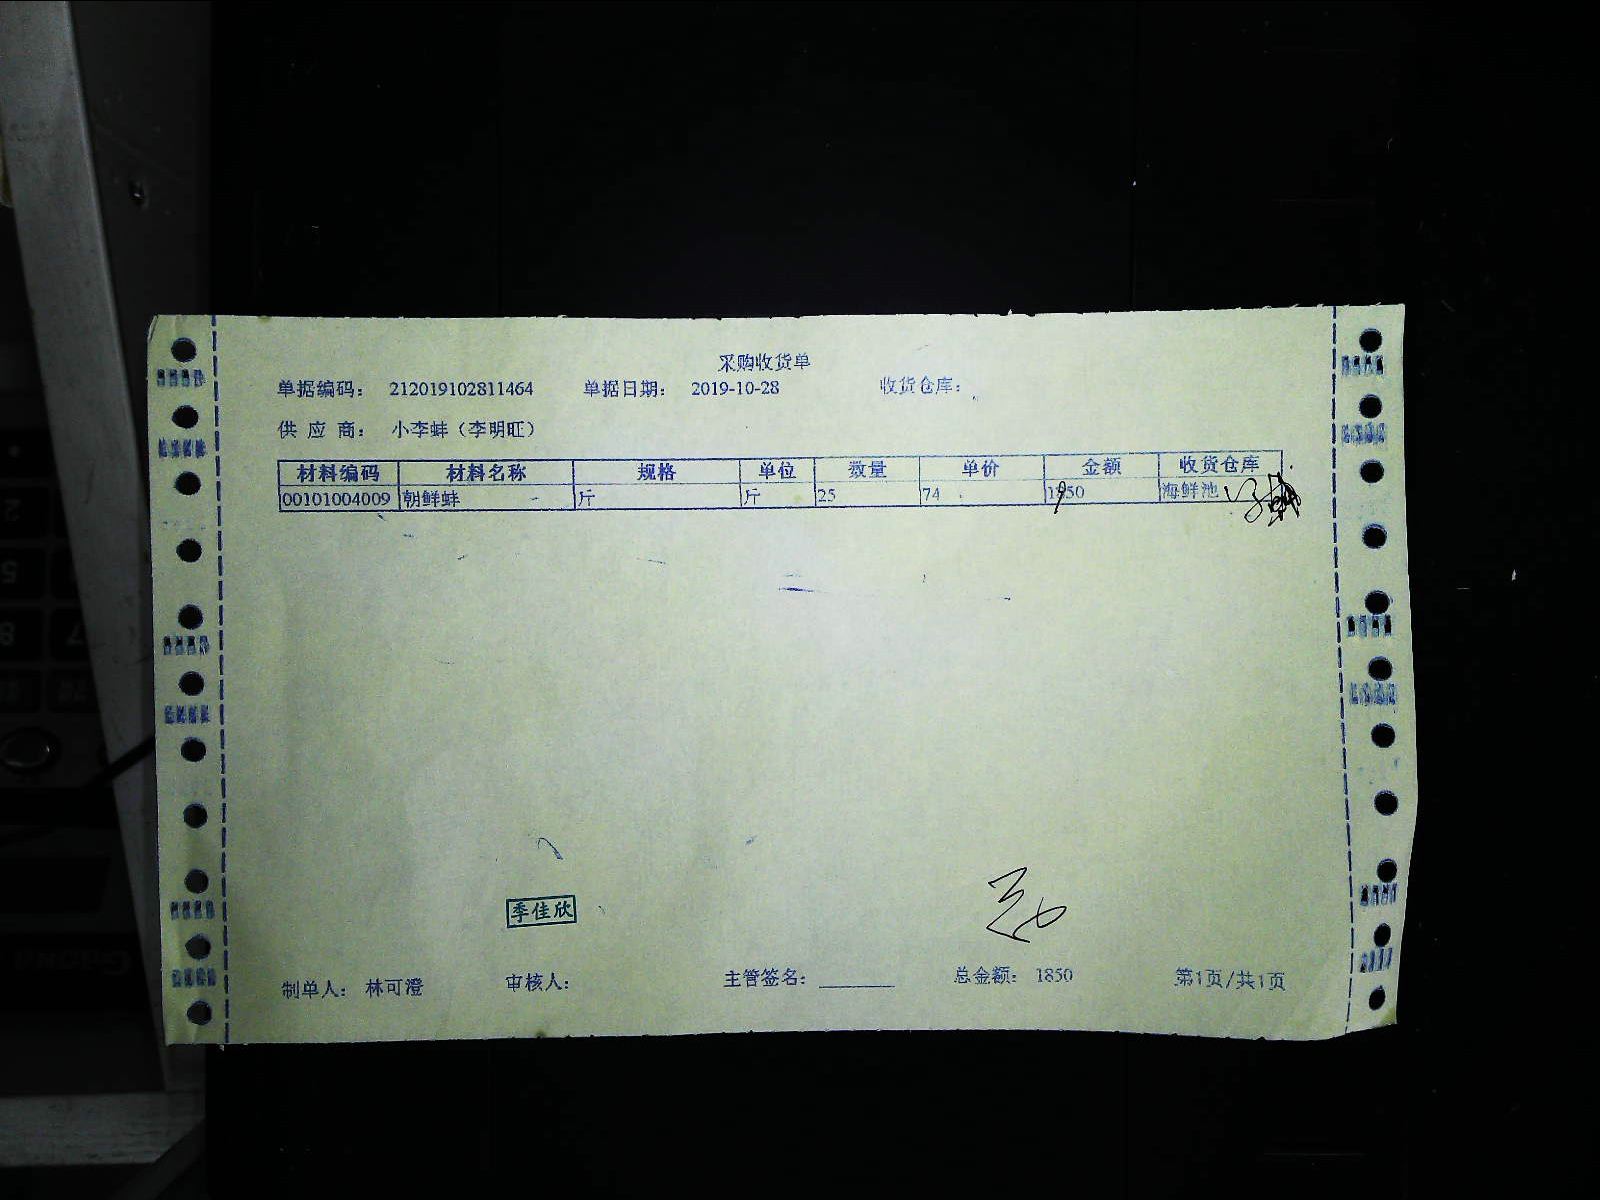 采购收货单
单据编码: 212019102811464 单据日期: 2019-10-28 收货仓库:
供 应 商: 小李蚌（李明旺）
材料编码 材料名称 规格 单位 数量 单价 金额 收货仓库
00101004009 朝鲜蚌 斤 斤 25 74 1850 海鲜池
季佳欣
制单人: 林可澄 审核人: 主管签名: 总金额: 1850 第1页/共1页